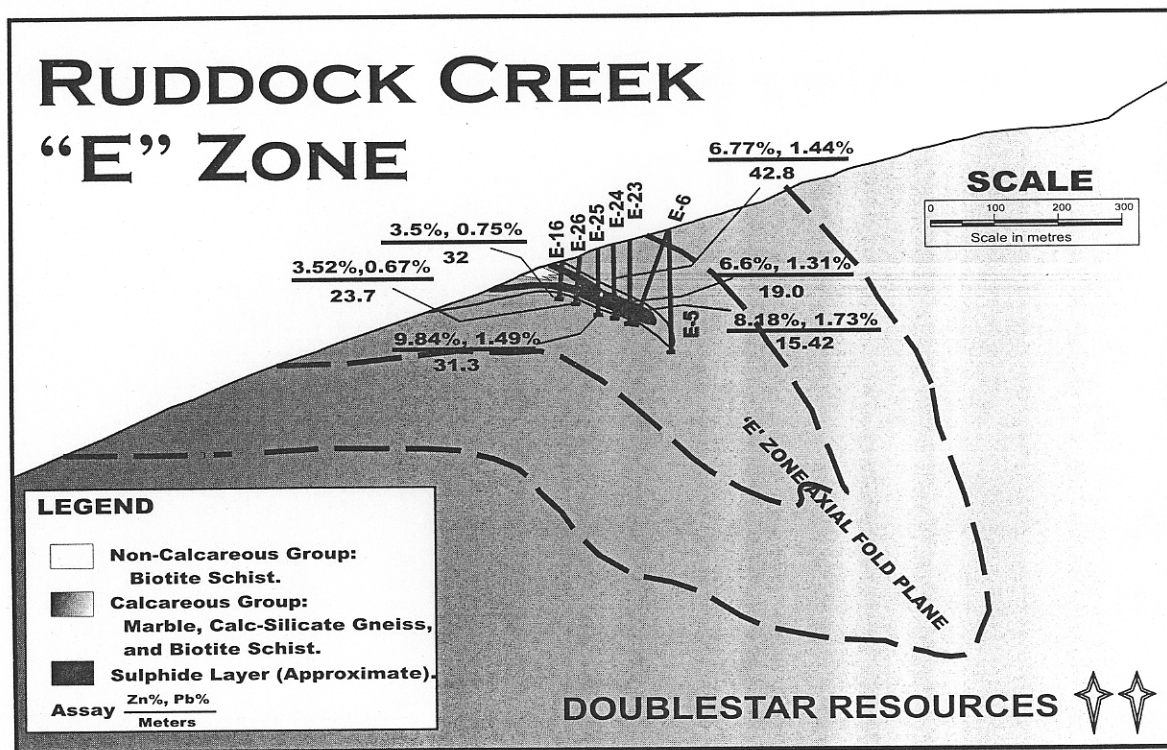 RUDDOCK CREEK
“E” ZONE
6.77%, 1.44%
42.8
SCALE
0 100 200 300
Scale in metres
E-16
E-26
E-25
E-24
E-23
E-6
3.5%, 0.75%
32
3.52%,0.67%
23.7
6.6%, 1.31%
19.0
8.18%, 1.73%
15.42
E-5
9.84%, 1.49%
31.3
'E' ZONE AXIAL FOLD PLANE
LEGEND
Non-Calcareous Group:
Biotite Schist.
Calcareous Group:
Marble, Calc-Silicate Gneiss,
and Biotite Schist.
Sulphide Layer (Approximate).
Assay Zn%, Pb%
Meters
DOUBLESTAR RESOURCES